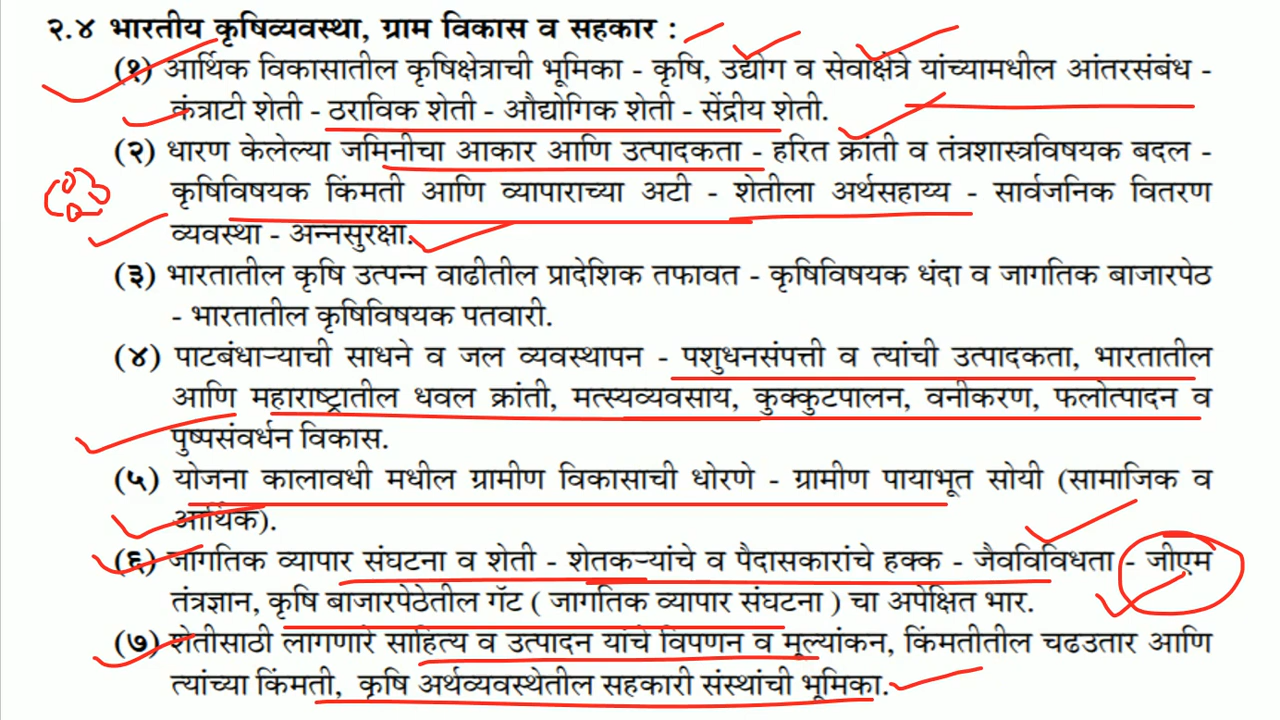 २.४ भारतीय कृषिव्यवस्था, ग्राम विकास व सहकार :
(१) आर्थिक विकासातील कृषिक्षेत्राची भूमिका - कृषि, उद्योग व सेवाक्षेत्रे यांच्यामधील आंतरसंबंध -
कंत्राटी शेती - ठराविक शेती - औद्योगिक शेती - सेंद्रीय शेती.
(२) धारण केलेल्या जमिनीचा आकार आणि उत्पादकता - हरित क्रांती व तंत्रशास्त्रविषयक बदल -
कृषिविषयक किंमती आणि व्यापाराच्या अटी - शेतीला अर्थसहाय्य - सार्वजनिक वितरण
व्यवस्था - अन्नसुरक्षा.
(३) भारतातील कृषि उत्पन्न वाढीतील प्रादेशिक तफावत - कृषिविषयक धंदा व जागतिक बाजारपेठ
- भारतातील कृषिविषयक पतवारी.
(४) पाटबंधाऱ्याची साधने व जल व्यवस्थापन - पशुधनसंपत्ती व त्यांची उत्पादकता, भारतातील
आणि महाराष्ट्रातील धवल क्रांती, मत्स्यव्यवसाय, कुक्कुटपालन, वनीकरण, फलोत्पादन व
पुष्पसंवर्धन विकास.
(५) योजना कालावधी मधील ग्रामीण विकासाची धोरणे - ग्रामीण पायाभूत सोयी (सामाजिक व
आर्थिक).
(६) जागतिक व्यापार संघटना व शेती - शेतकऱ्यांचे व पैदासकारांचे हक्क - जैवविविधता - जीएम
तंत्रज्ञान, कृषि बाजारपेठेतील गॅट ( जागतिक व्यापार संघटना ) चा अपेक्षित भार.
(७) शेतीसाठी लागणारे साहित्य व उत्पादन यांचे विपणन व मूल्यांकन, किंमतीतील चढउतार आणि
त्यांच्या किंमती, कृषि अर्थव्यवस्थेतील सहकारी संस्थांची भूमिका.